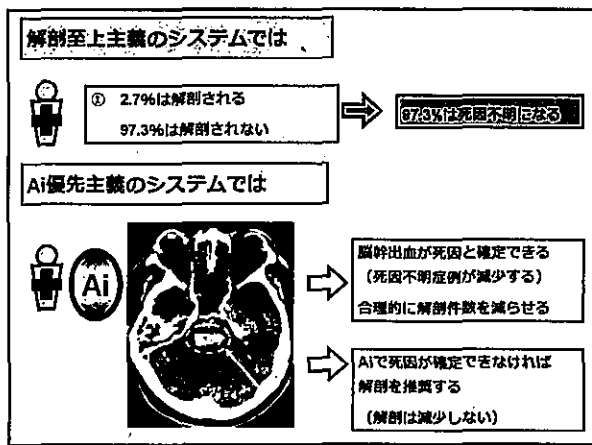 解剖至上主義のシステムでは
① 2.7%は解剖される
97.3%は解剖されない
97.3%は死因不明になる
Ai優先主義のシステムでは
Ai
脳幹出血が死因と確定できる
(死因不明症例が減少する)
合理的に解剖件数を減らせる
Aiで死因が確定できなければ
解剖を推奨する
(解剖は減少しない)